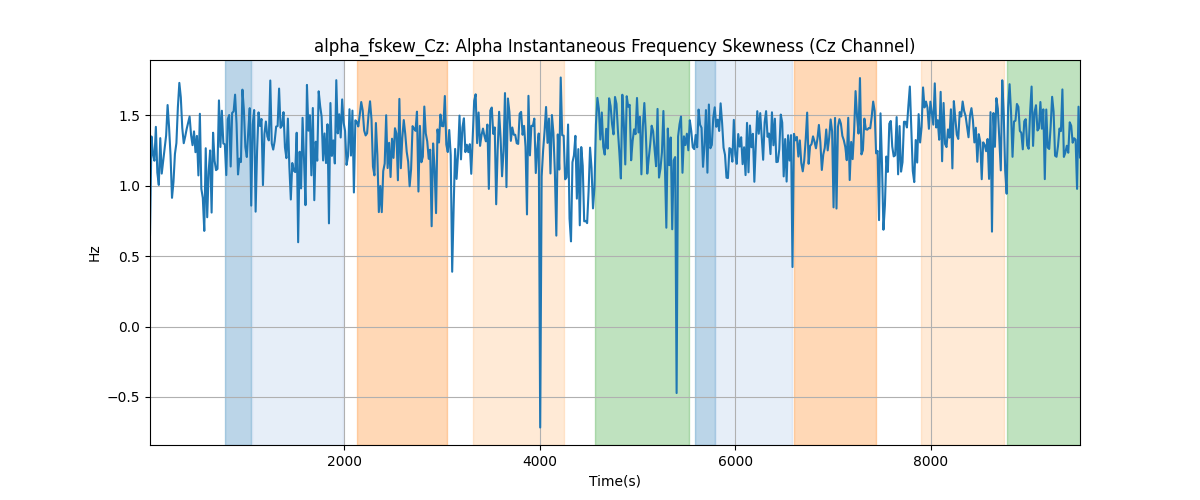 alpha_fskew_Cz: Alpha Instantaneous Frequency Skewness (Cz Channel)
1.5
1.0
0.5
0.0
−0.5
Hz
2000 4000 6000 8000
Time(s)